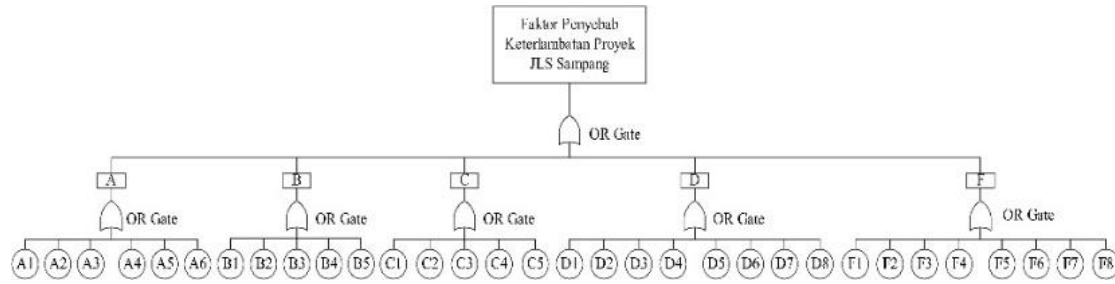 Faktor Penyebab
Keterlambatan Proyek
JLS Sampang
OR Gate
A B C D F
OR Gate OR Gate OR Gate OR Gate OR Gate
A1 A2 A3 A4 A5 A6 B1 B2 B3 B4 B5 C1 C2 C3 C4 C5 D1 D2 D3 D4 D5 D6 D7 D8 F1 F2 F3 F4 F5 F6 F7 F8